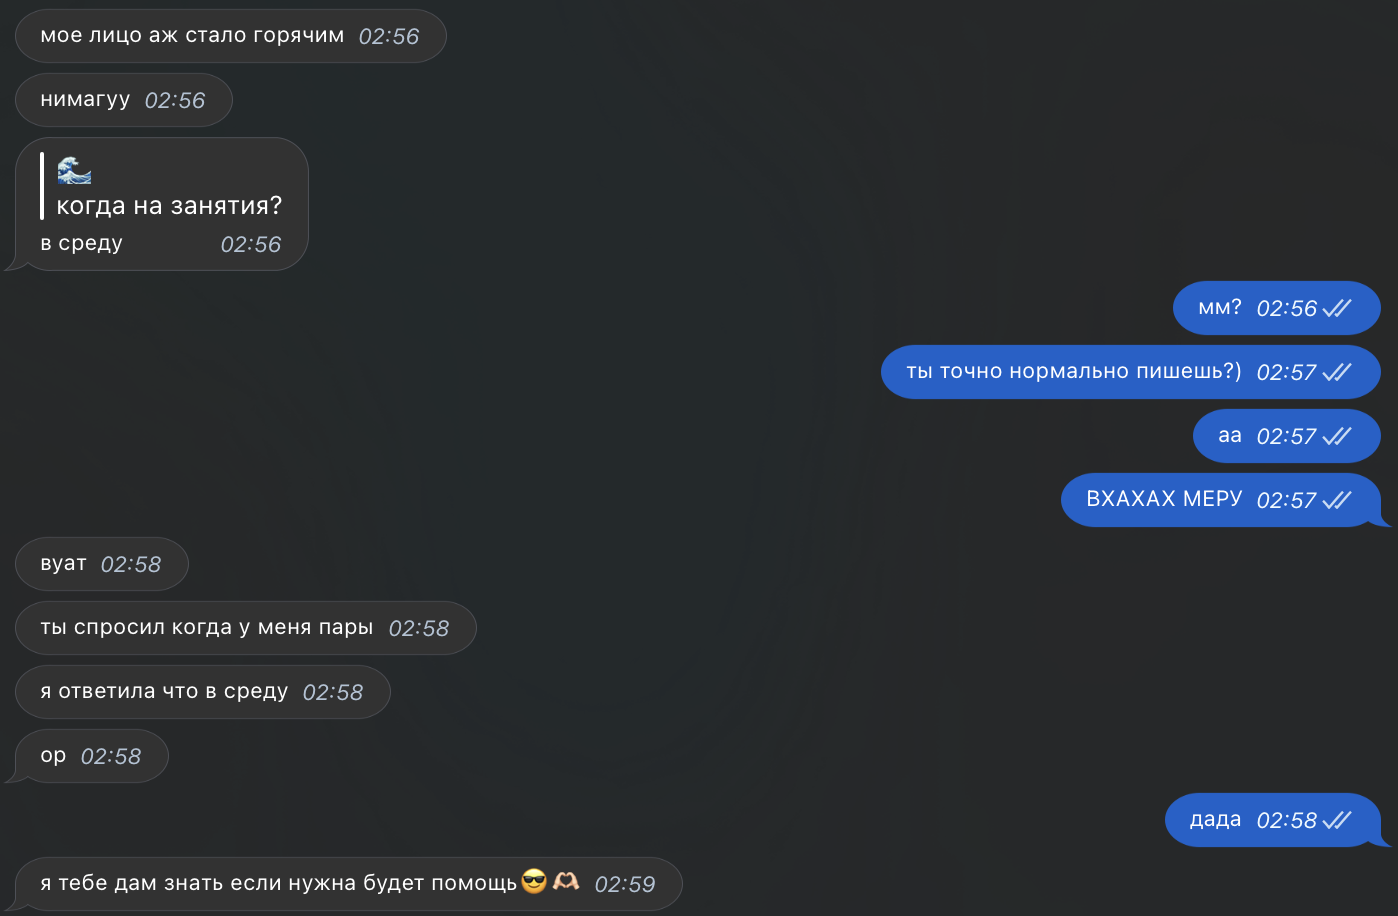 мое лицо аж стало горячим 02:56
нимагуу 02:56
🌊
когда на занятия?
в среду 02:56
мм? 02:56
ты точно нормально пишешь?) 02:57
аа 02:57
ВХАХАХ МЕРУ 02:57
вуат 02:58
ты спросил когда у меня пары 02:58
я ответила что в среду 02:58
ор 02:58
дада 02:58
я тебе дам знать если нужна будет помощь😎🫶🏻 02:59